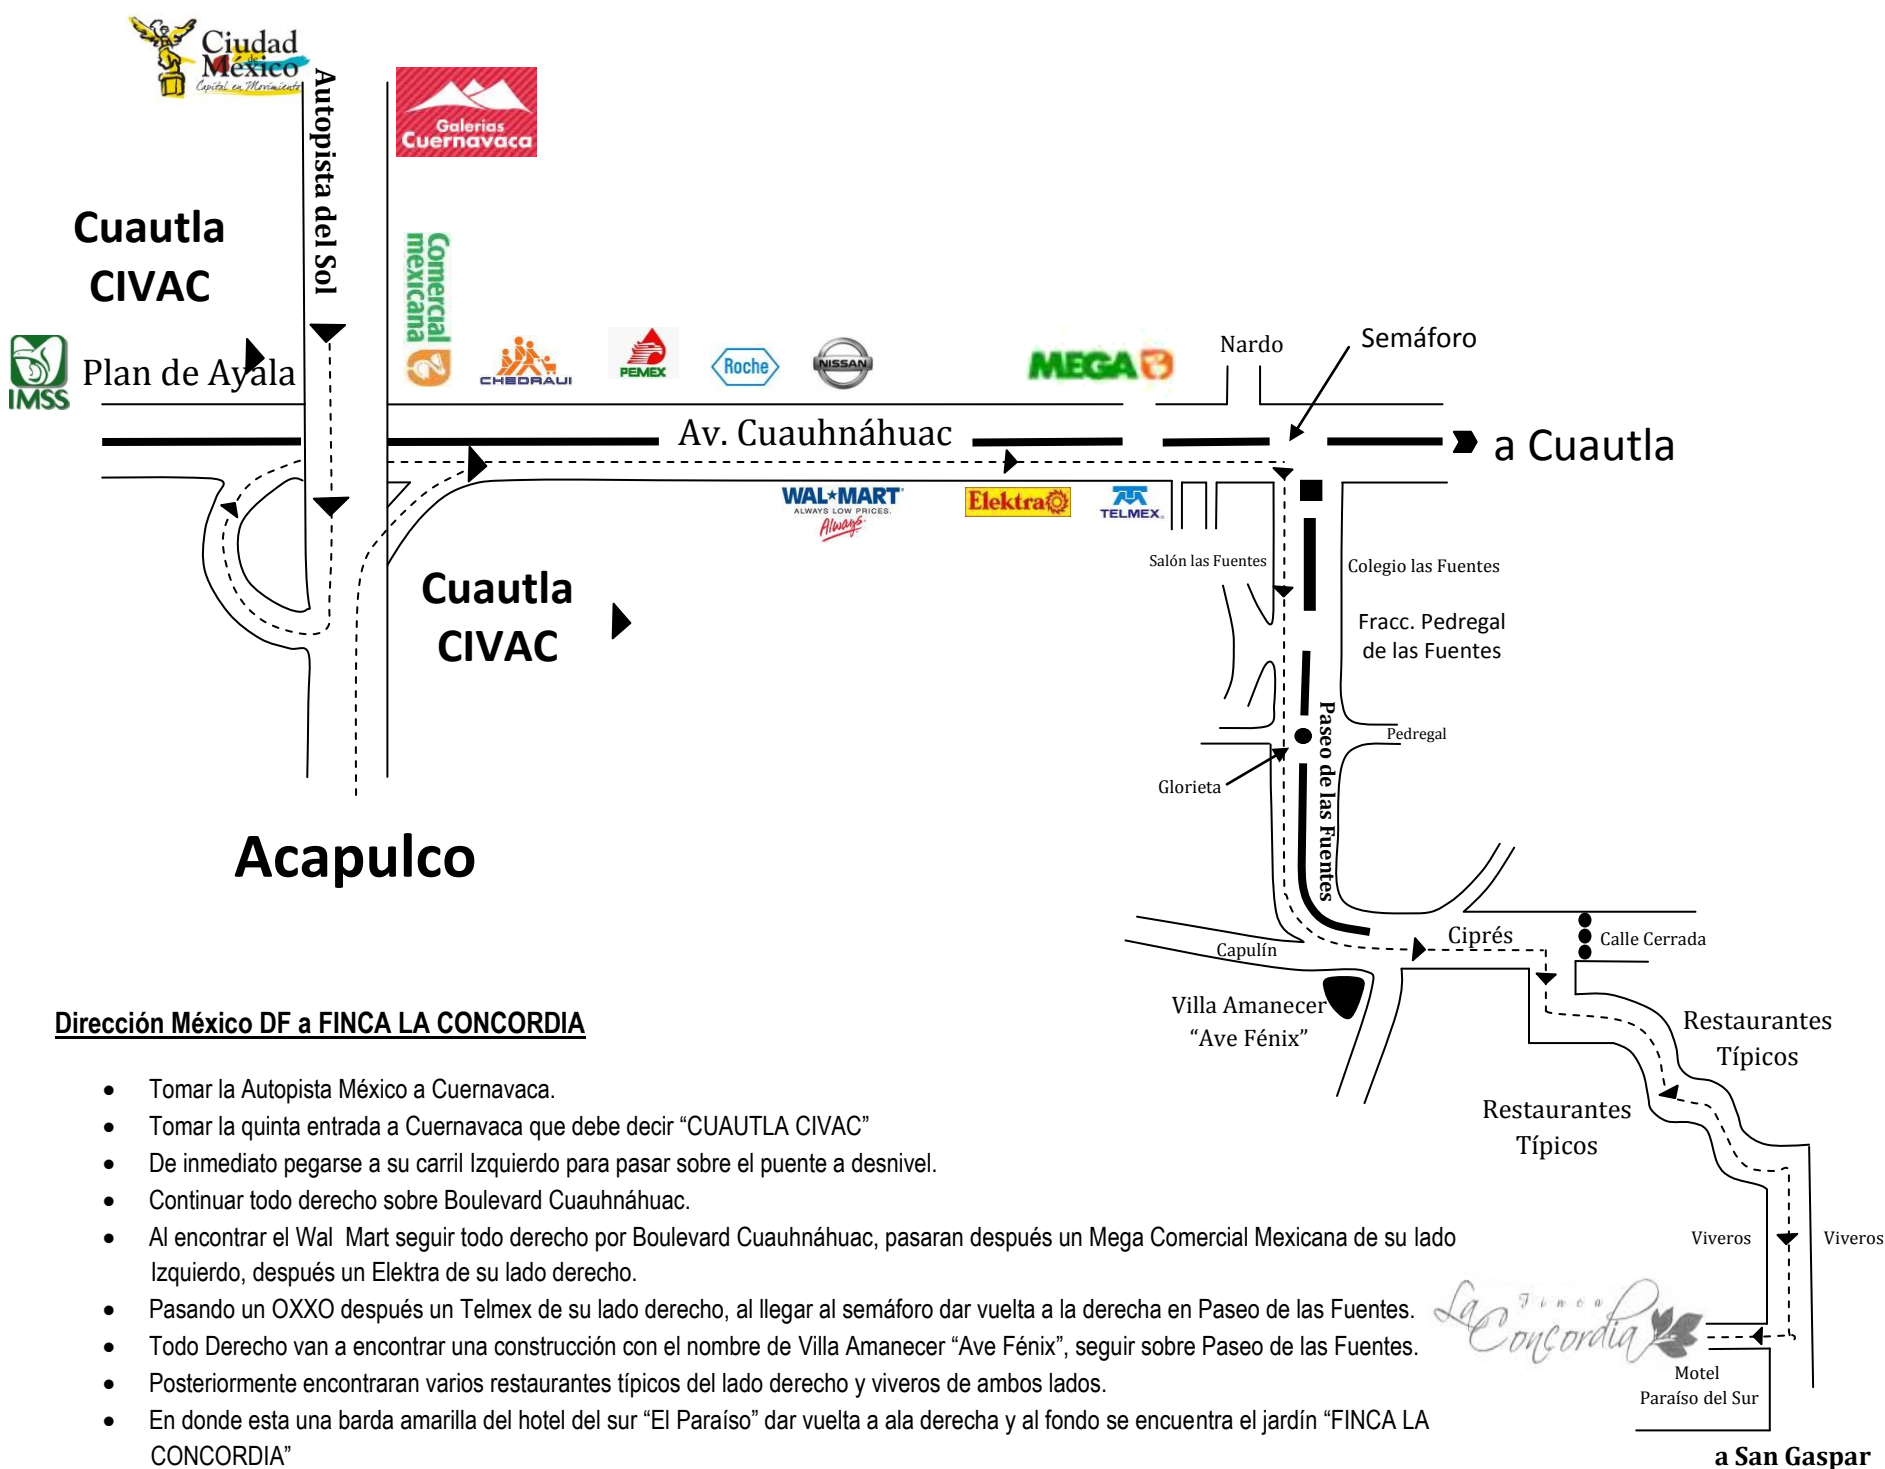 Ciudad
de
México
Capital en Movimiento
Autopista del Sol
Galerias
Cuernavaca
Cuautla
CIVAC
Comercial
mexicana
IMSS
Plan de Ayala
CHEDRAUI
PEMEX
Roche
NISSAN
MEGA
Nardo
Semáforo
Av. Cuauhnáhuac
a Cuautla
WAL★MART
ALWAYS LOW PRICES.
Always.
Elektra
TELMEX
Salón las Fuentes
Colegio las Fuentes
Cuautla
CIVAC
Fracc. Pedregal
de las Fuentes
Paseo de las Fuentes
Pedregal
Glorieta
Acapulco
Ciprés
Calle Cerrada
Capulín
Villa Amanecer
“Ave Fénix”
Restaurantes
Típicos
Restaurantes
Típicos
Viveros
Viveros
Finca
La Concordia
Motel
Paraíso del Sur
a San Gaspar
Dirección México DF a FINCA LA CONCORDIA
• Tomar la Autopista México a Cuernavaca.
• Tomar la quinta entrada a Cuernavaca que debe decir “CUAUTLA CIVAC”
• De inmediato pegarse a su carril Izquierdo para pasar sobre el puente a desnivel.
• Continuar todo derecho sobre Boulevard Cuauhnáhuac.
• Al encontrar el Wal Mart seguir todo derecho por Boulevard Cuauhnáhuac, pasaran después un Mega Comercial Mexicana de su lado
Izquierdo, después un Elektra de su lado derecho.
• Pasando un OXXO después un Telmex de su lado derecho, al llegar al semáforo dar vuelta a la derecha en Paseo de las Fuentes.
• Todo Derecho van a encontrar una construcción con el nombre de Villa Amanecer “Ave Fénix”, seguir sobre Paseo de las Fuentes.
• Posteriormente encontraran varios restaurantes típicos del lado derecho y viveros de ambos lados.
• En donde esta una barda amarilla del hotel del sur “El Paraíso” dar vuelta a ala derecha y al fondo se encuentra el jardín “FINCA LA
CONCORDIA”